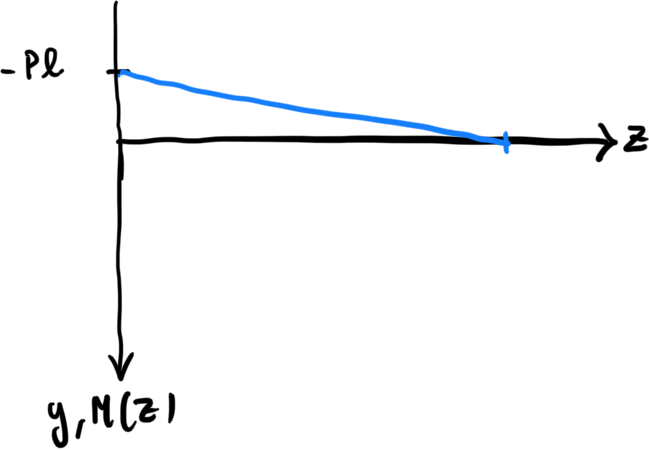 - Pl
z
y, M(z)